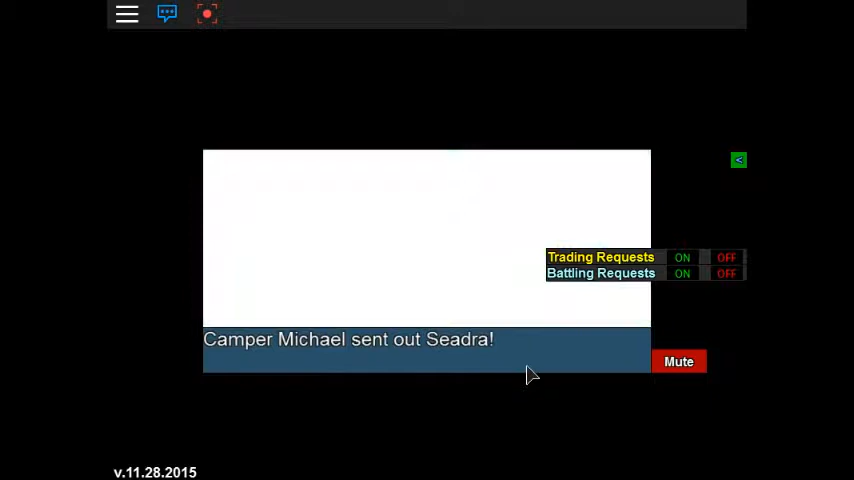 <
Trading Requests ON OFF
Battling Requests ON OFF
Camper Michael sent out Seadra!
Mute
v.11.28.2015